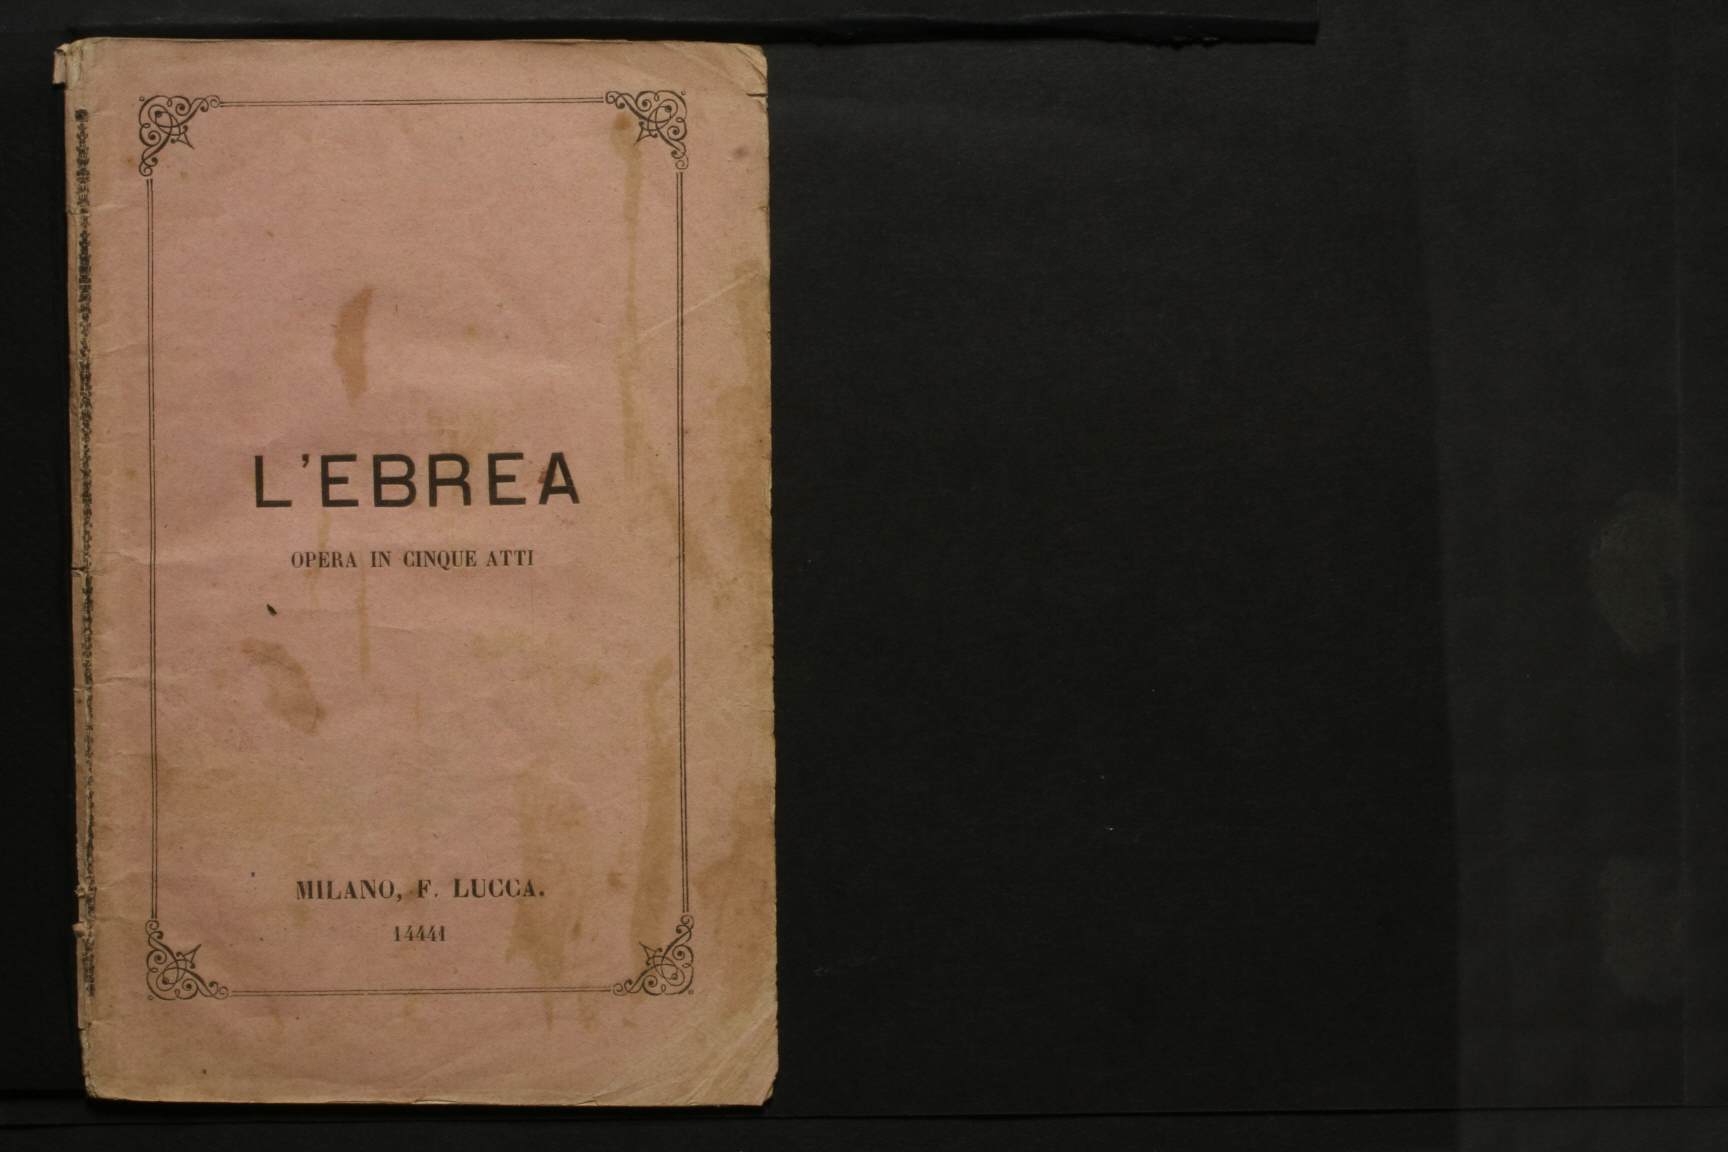 L'EBREA
OPERA IN CINQUE ATTI
MILANO, F. LUCCA.
14441